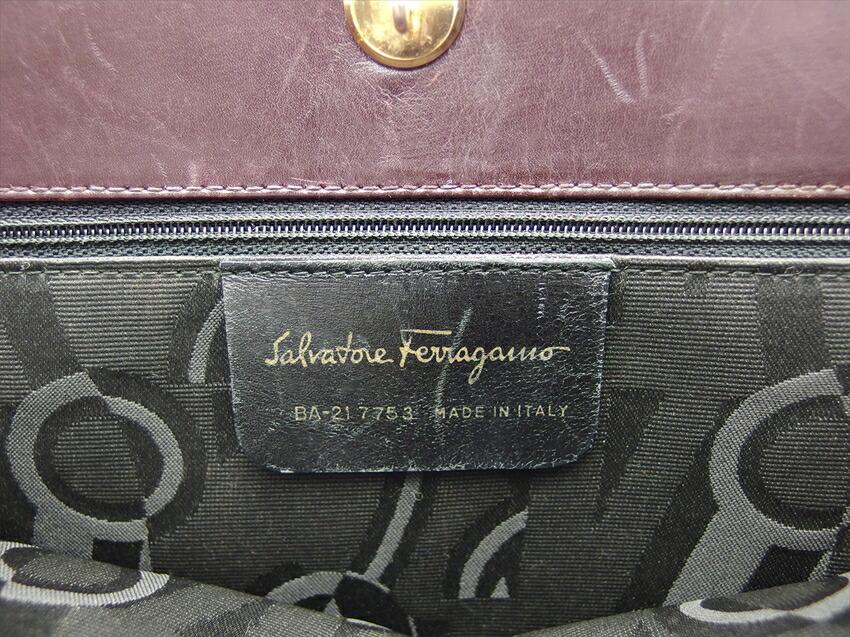 Salvatore Ferragamo
BA-21 7753 MADE IN ITALY